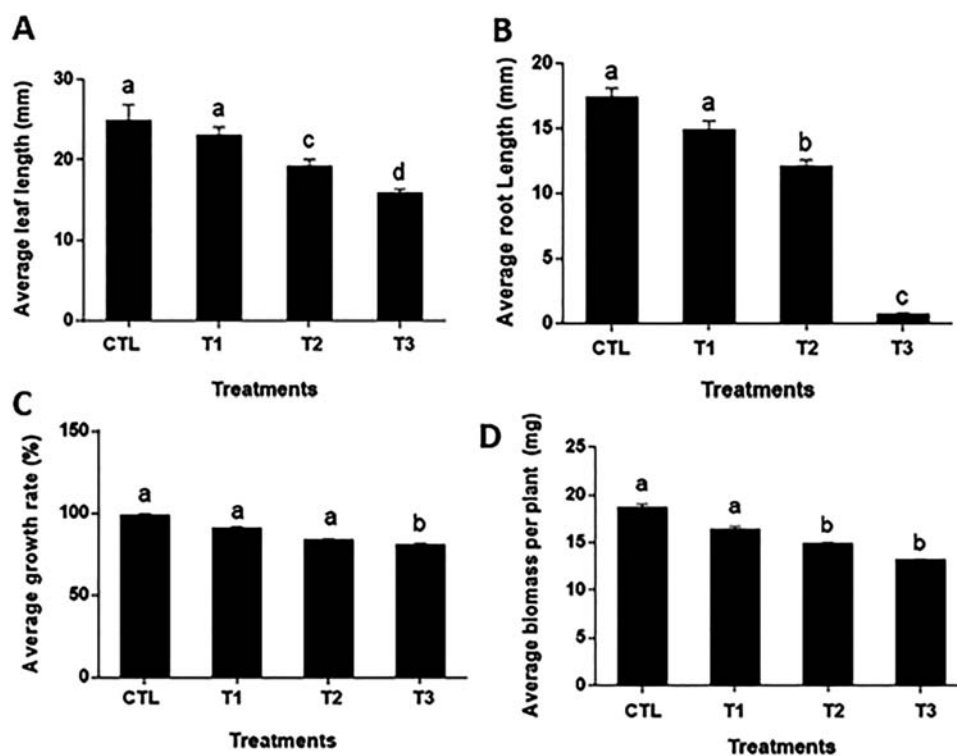 A
Average leaf length (mm)
30
20
10
0
a
a
c
d
CTL T1 T2 T3
Treatments
B
Average root Length (mm)
20
15
10
5
0
a
a
b
c
CTL T1 T2 T3
Treatments
C
Average growth rate (%)
150
100
50
0
a
a
a
b
CTL T1 T2 T3
Treatments
D
Average biomass per plant (mg)
25
20
15
10
5
0
a
a
b
b
CTL T1 T2 T3
Treatments